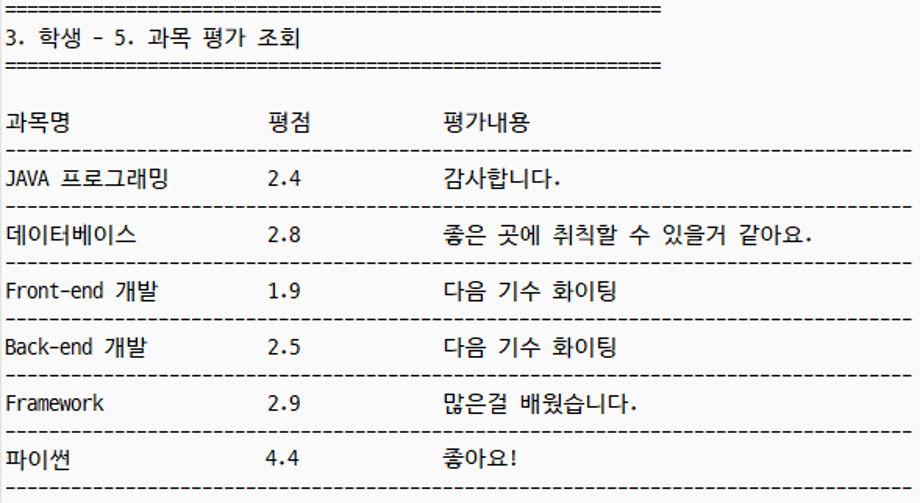 3. 학생 - 5. 과목 평가 조회
과목명 평점 평가내용
JAVA 프로그래밍 2.4 감사합니다.
데이터베이스 2.8 좋은 곳에 취칙할 수 있을거 같아요.
Front-end 개발 1.9 다음 기수 화이팅
Back-end 개발 2.5 다음 기수 화이팅
Framework 2.9 많은걸 배웠습니다.
파이썬 4.4 좋아요!